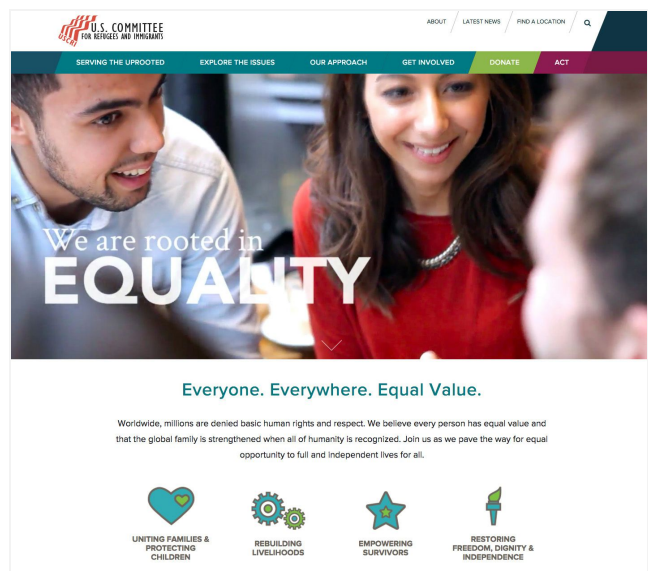 U.S. COMMITTEE
FOR REFUGEES AND IMMIGRANTS
USCRI
ABOUT
LATEST NEWS
FIND A LOCATION
SERVING THE UPROOTED
EXPLORE THE ISSUES
OUR APPROACH
GET INVOLVED
DONATE
ACT
We are rooted in
EQUALITY
Everyone. Everywhere. Equal Value.
Worldwide, millions are denied basic human rights and respect. We believe every person has equal value and
that the global family is strengthened when all of humanity is recognized. Join us as we pave the way for equal
opportunity to full and independent lives for all.
UNITING FAMILIES &
PROTECTING
CHILDREN
REBUILDING
LIVELIHOODS
EMPOWERING
SURVIVORS
RESTORING
FREEDOM, DIGNITY &
INDEPENDENCE